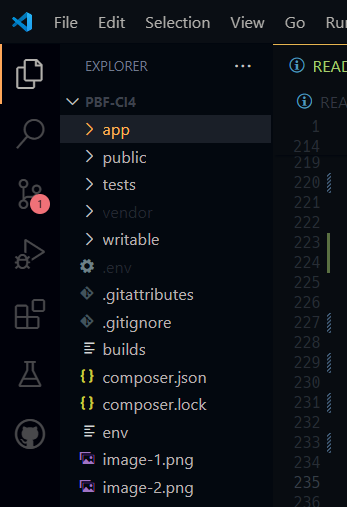 File Edit Selection View Go Run
EXPLORER ···
READ
PBF-CI4
REA
app
public
tests
vendor
writable
.env
.gitattributes
.gitignore
builds
composer.json
composer.lock
env
image-1.png
image-2.png
1
1
214
219
220
221
222
223
224
225
226
227
228
229
230
231
232
233
234
235
236